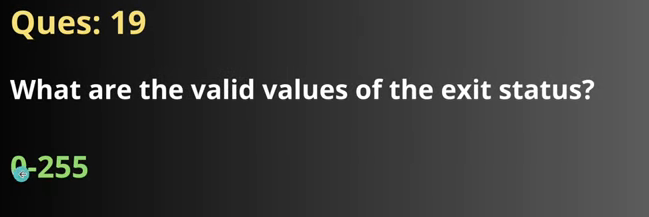 Ques: 19
What are the valid values of the exit status?
0-255